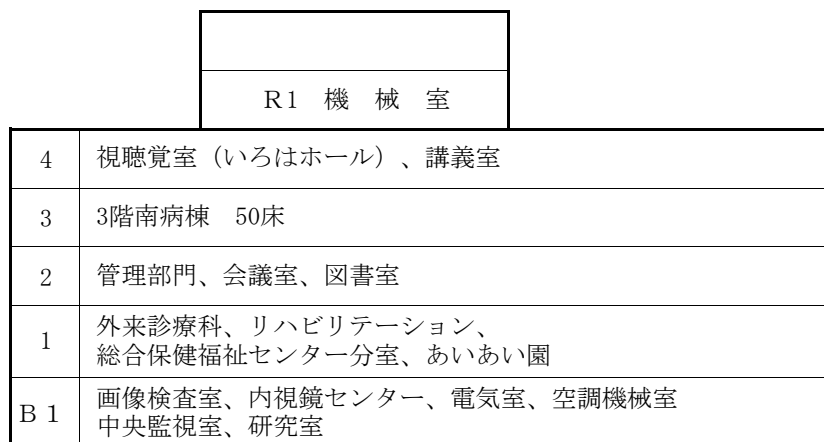 R1 機 械 室
4 視聴覚室（いろはホール）、講義室
3 3階南病棟 50床
2 管理部門、会議室、図書室
1 外来診療科、リハビリテーション、
総合保健福祉センター分室、あいあい園
B1 画像検査室、内視鏡センター、電気室、空調機械室
中央監視室、研究室